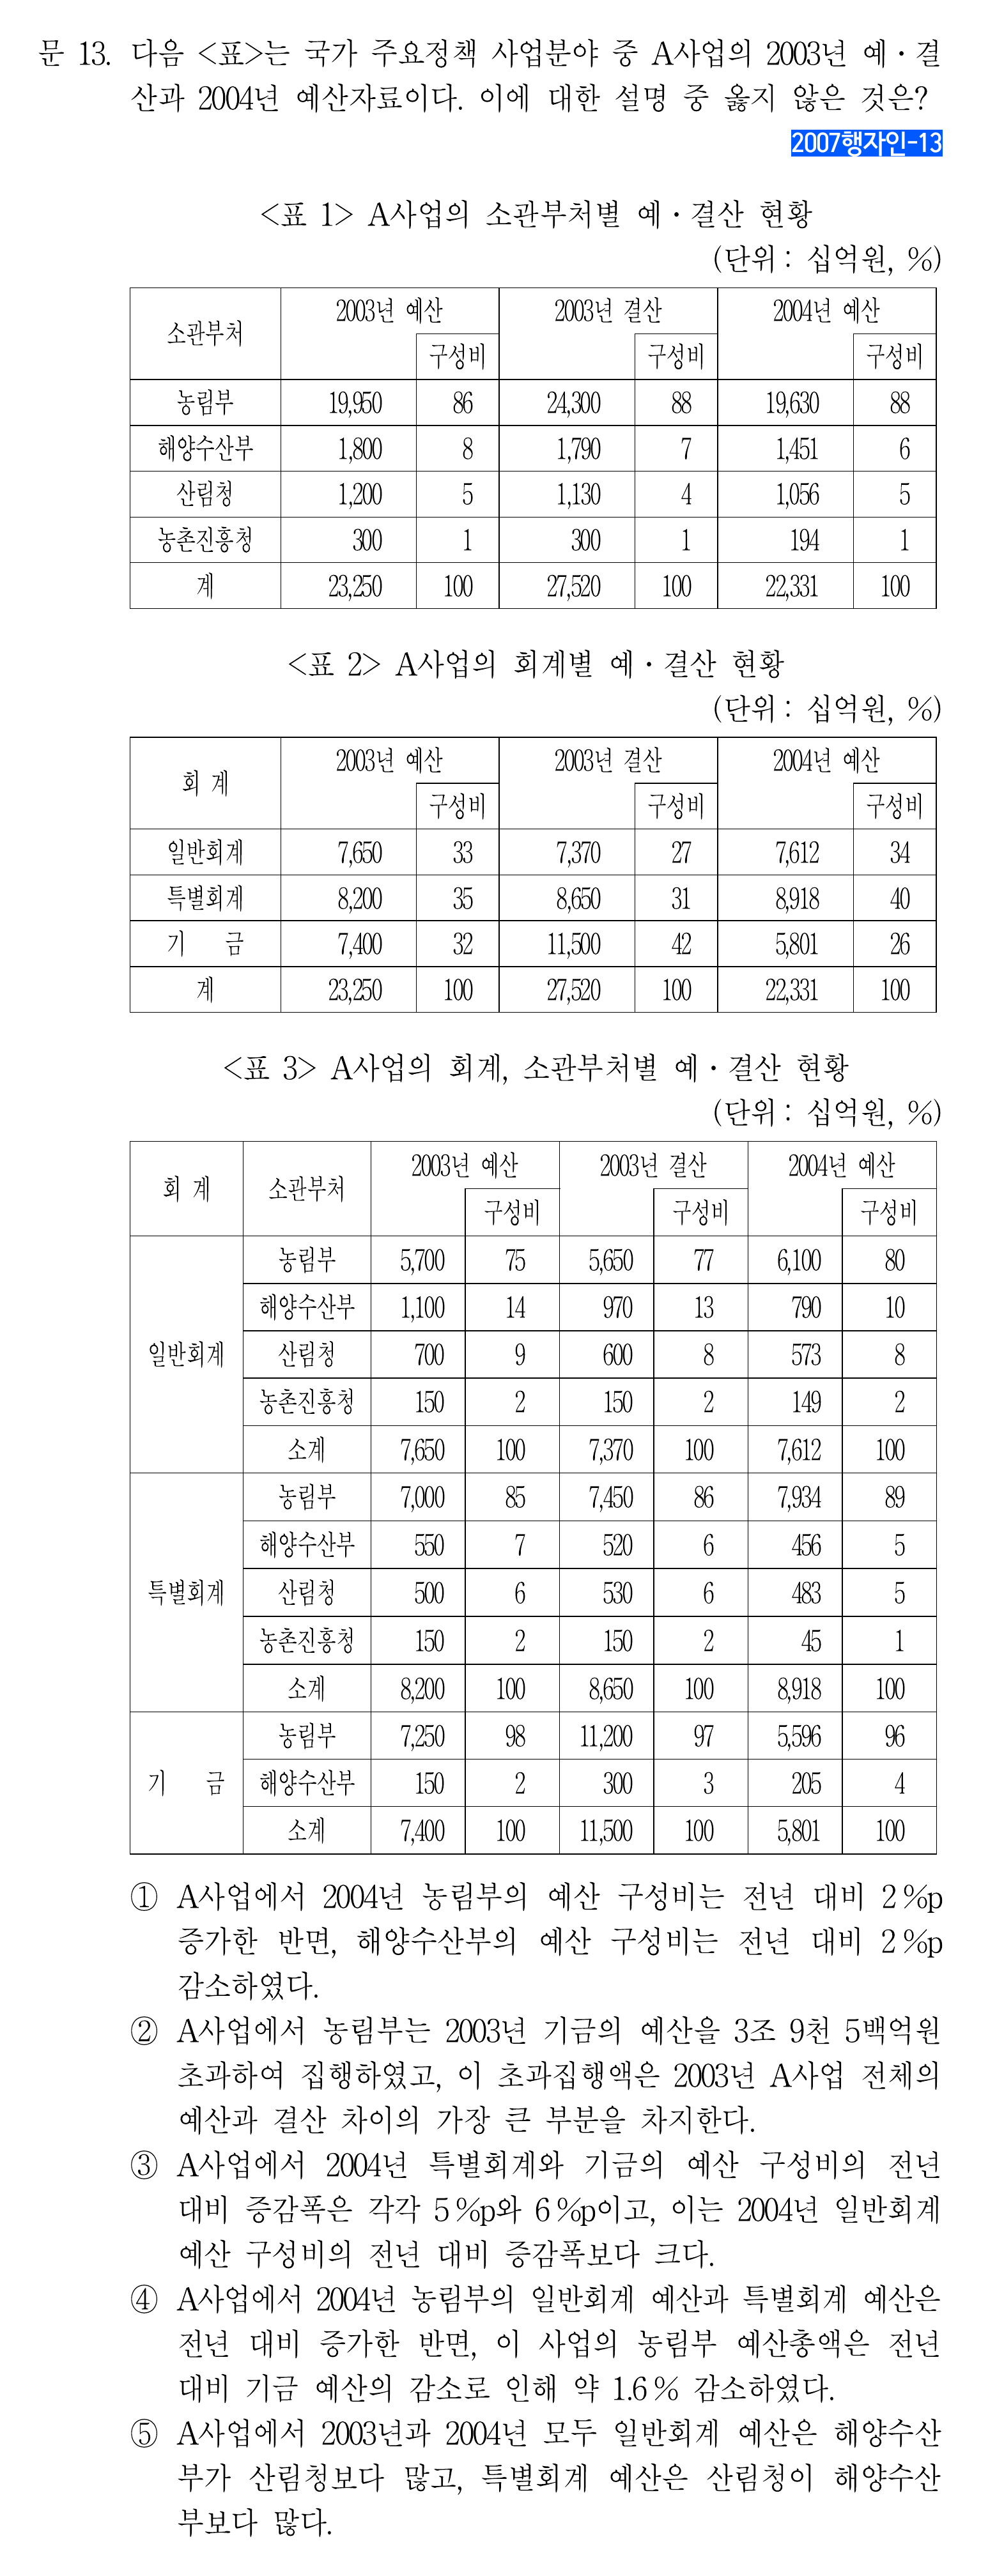 문 13. 다음 <표>는 국가 주요정책 사업분야 중 A사업의 2003년 예·결
산과 2004년 예산자료이다. 이에 대한 설명 중 옳지 않은 것은?
2007행자인-13
<표 1> A사업의 소관부처별 예·결산 현황
(단위 : 십억원, %)
소관부처 2003년 예산 2003년 결산 2004년 예산
구성비 구성비 구성비
농림부 19,950 86 24,300 88 19,630 88
해양수산부 1,800 8 1,790 7 1,451 6
산림청 1,200 5 1,130 4 1,056 5
농촌진흥청 300 1 300 1 194 1
계 23,250 100 27,520 100 22,331 100
<표 2> A사업의 회계별 예·결산 현황
(단위 : 십억원, %)
회 계 2003년 예산 2003년 결산 2004년 예산
구성비 구성비 구성비
일반회계 7,650 33 7,370 27 7,612 34
특별회계 8,200 35 8,650 31 8,918 40
기 금 7,400 32 11,500 42 5,801 26
계 23,250 100 27,520 100 22,331 100
<표 3> A사업의 회계, 소관부처별 예·결산 현황
(단위 : 십억원, %)
회 계 소관부처 2003년 예산 2003년 결산 2004년 예산
구성비 구성비 구성비
일반회계 농림부 5,700 75 5,650 77 6,100 80
해양수산부 1,100 14 970 13 790 10
산림청 700 9 600 8 573 8
농촌진흥청 150 2 150 2 149 2
소계 7,650 100 7,370 100 7,612 100
특별회계 농림부 7,000 85 7,450 86 7,934 89
해양수산부 550 7 520 6 456 5
산림청 500 6 530 6 483 5
농촌진흥청 150 2 150 2 45 1
소계 8,200 100 8,650 100 8,918 100
기 금 농림부 7,250 98 11,200 97 5,596 96
해양수산부 150 2 300 3 205 4
소계 7,400 100 11,500 100 5,801 100
① A사업에서 2004년 농림부의 예산 구성비는 전년 대비 2%p
증가한 반면, 해양수산부의 예산 구성비는 전년 대비 2%p
감소하였다.
② A사업에서 농림부는 2003년 기금의 예산을 3조 9천 5백억원
초과하여 집행하였고, 이 초과집행액은 2003년 A사업 전체의
예산과 결산 차이의 가장 큰 부분을 차지한다.
③ A사업에서 2004년 특별회계와 기금의 예산 구성비의 전년
대비 증감폭은 각각 5%p와 6%p이고, 이는 2004년 일반회계
예산 구성비의 전년 대비 증감폭보다 크다.
④ A사업에서 2004년 농림부의 일반회계 예산과 특별회계 예산은
전년 대비 증가한 반면, 이 사업의 농림부 예산총액은 전년
대비 기금 예산의 감소로 인해 약 1.6% 감소하였다.
⑤ A사업에서 2003년과 2004년 모두 일반회계 예산은 해양수산
부가 산림청보다 많고, 특별회계 예산은 산림청이 해양수산
부보다 많다.